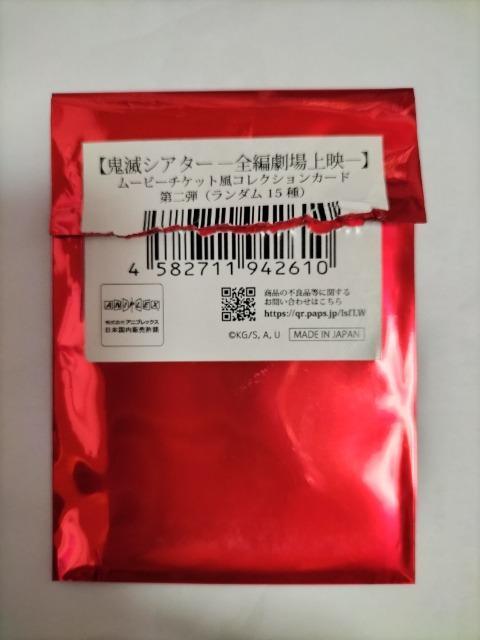 【鬼滅シアター ―全編劇場上映―】
ムービーチケット風コレクションカード
第二弾（ランダム 15 種）
4 582711 942610
商品の不良品等に関する
お問い合わせはこちら
https://qr.paps.jp/lsfLW
ANIPLEX
株式会社アニプレックス
日本国内販売許諾
©KG/S, A, U
MADE IN JAPAN